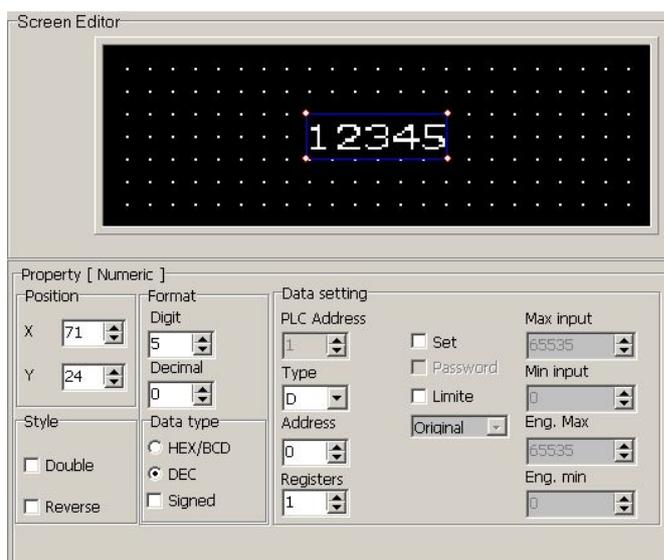 Screen Editor
12345
Property [ Numeric ]
Position
X 71
Y 24
Style
Double
Reverse
Format
Digit
5
Decimal
0
Data type
HEX/BCD
DEC
Signed
Data setting
PLC Address
1
Type
D
Address
0
Registers
1
Set
Password
Limite
Original
Max input
65535
Min input
0
Eng. Max
65535
Eng. min
0